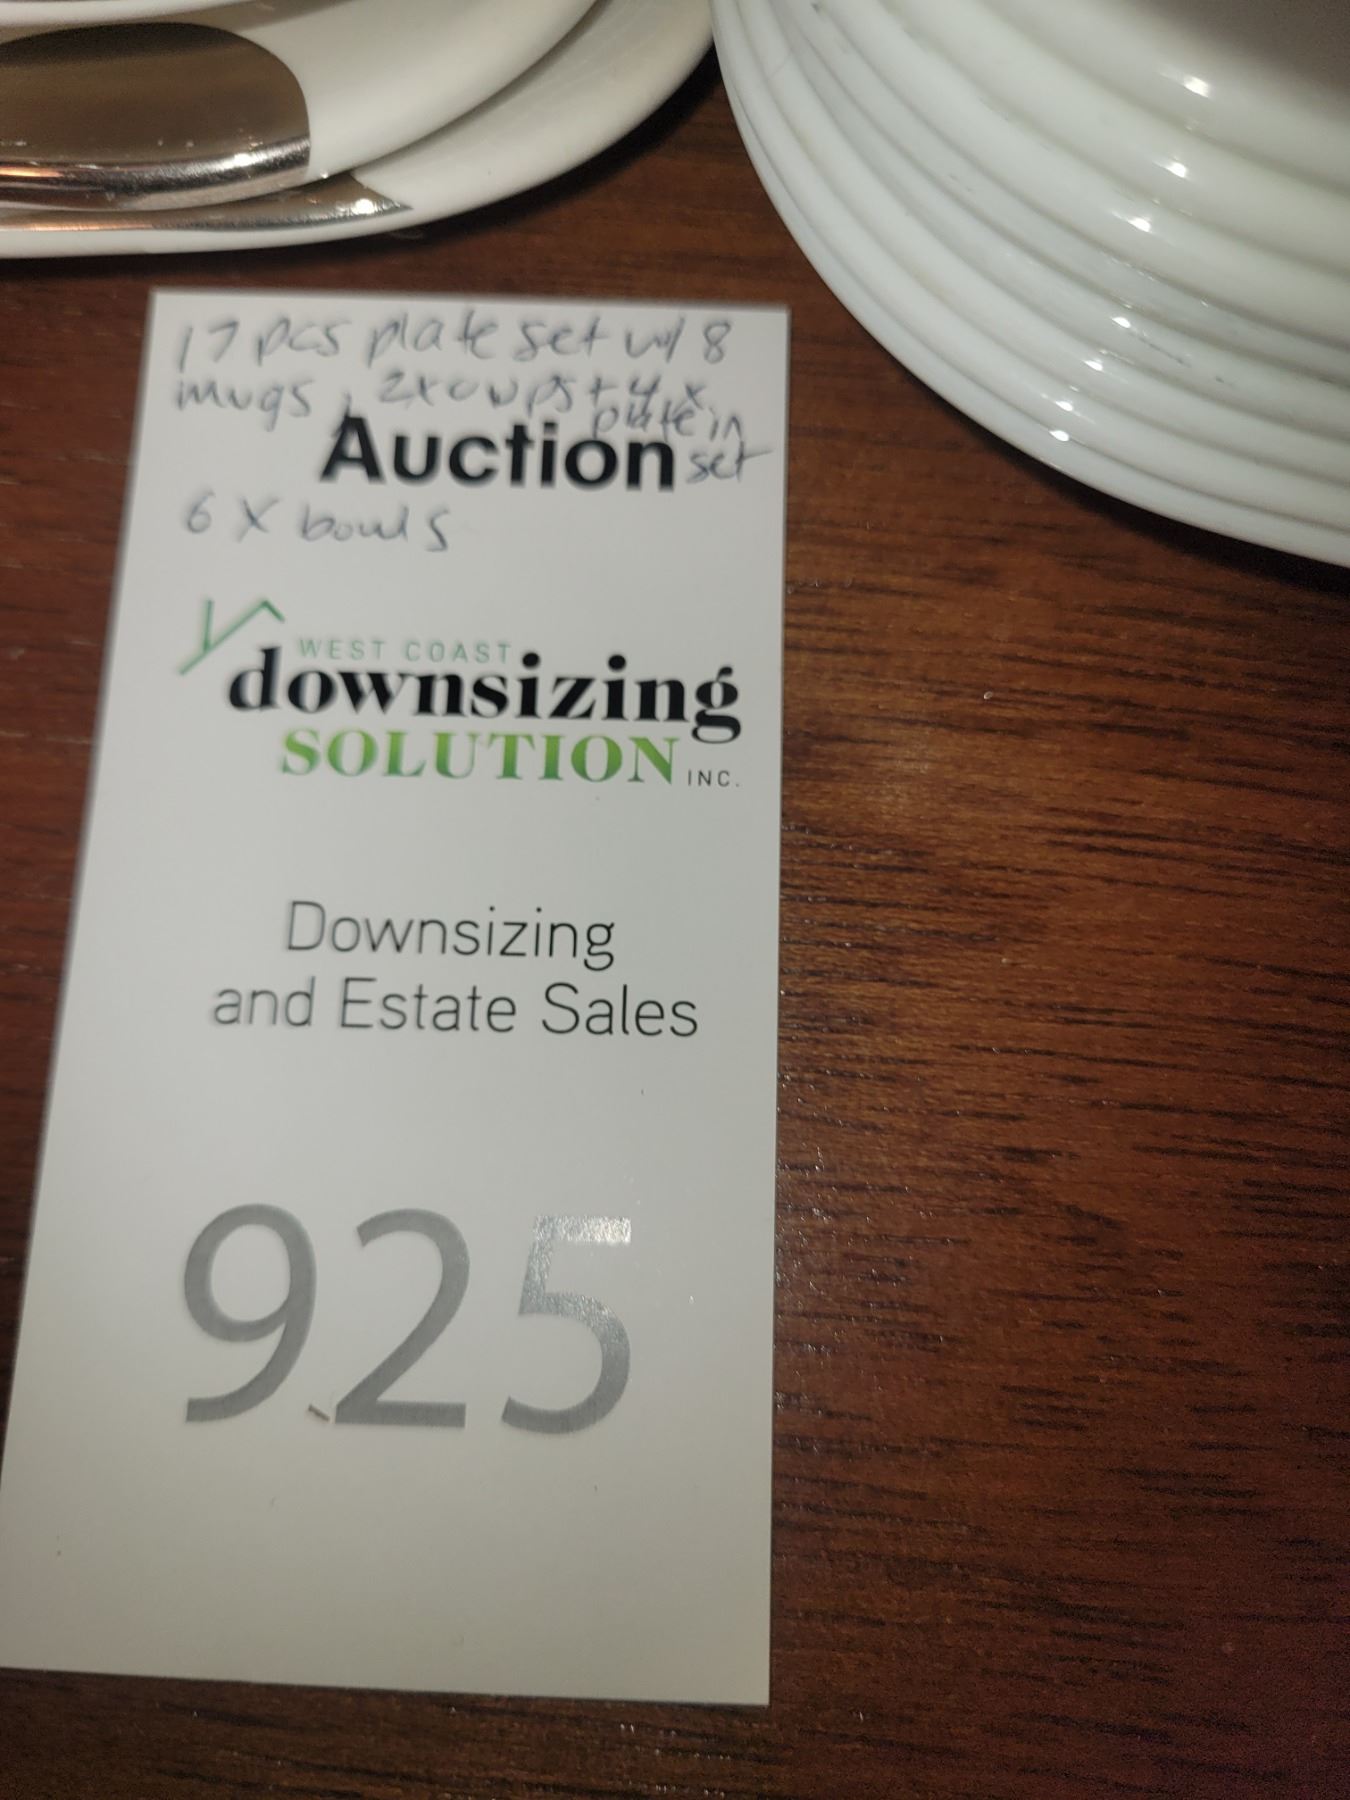 17 pcs plate set w/ 8
mugs, 2x cups + 4 x
plate in
Auction set
6 x bowls
WEST COAST
downsizing
SOLUTION INC.
Downsizing
and Estate Sales
925